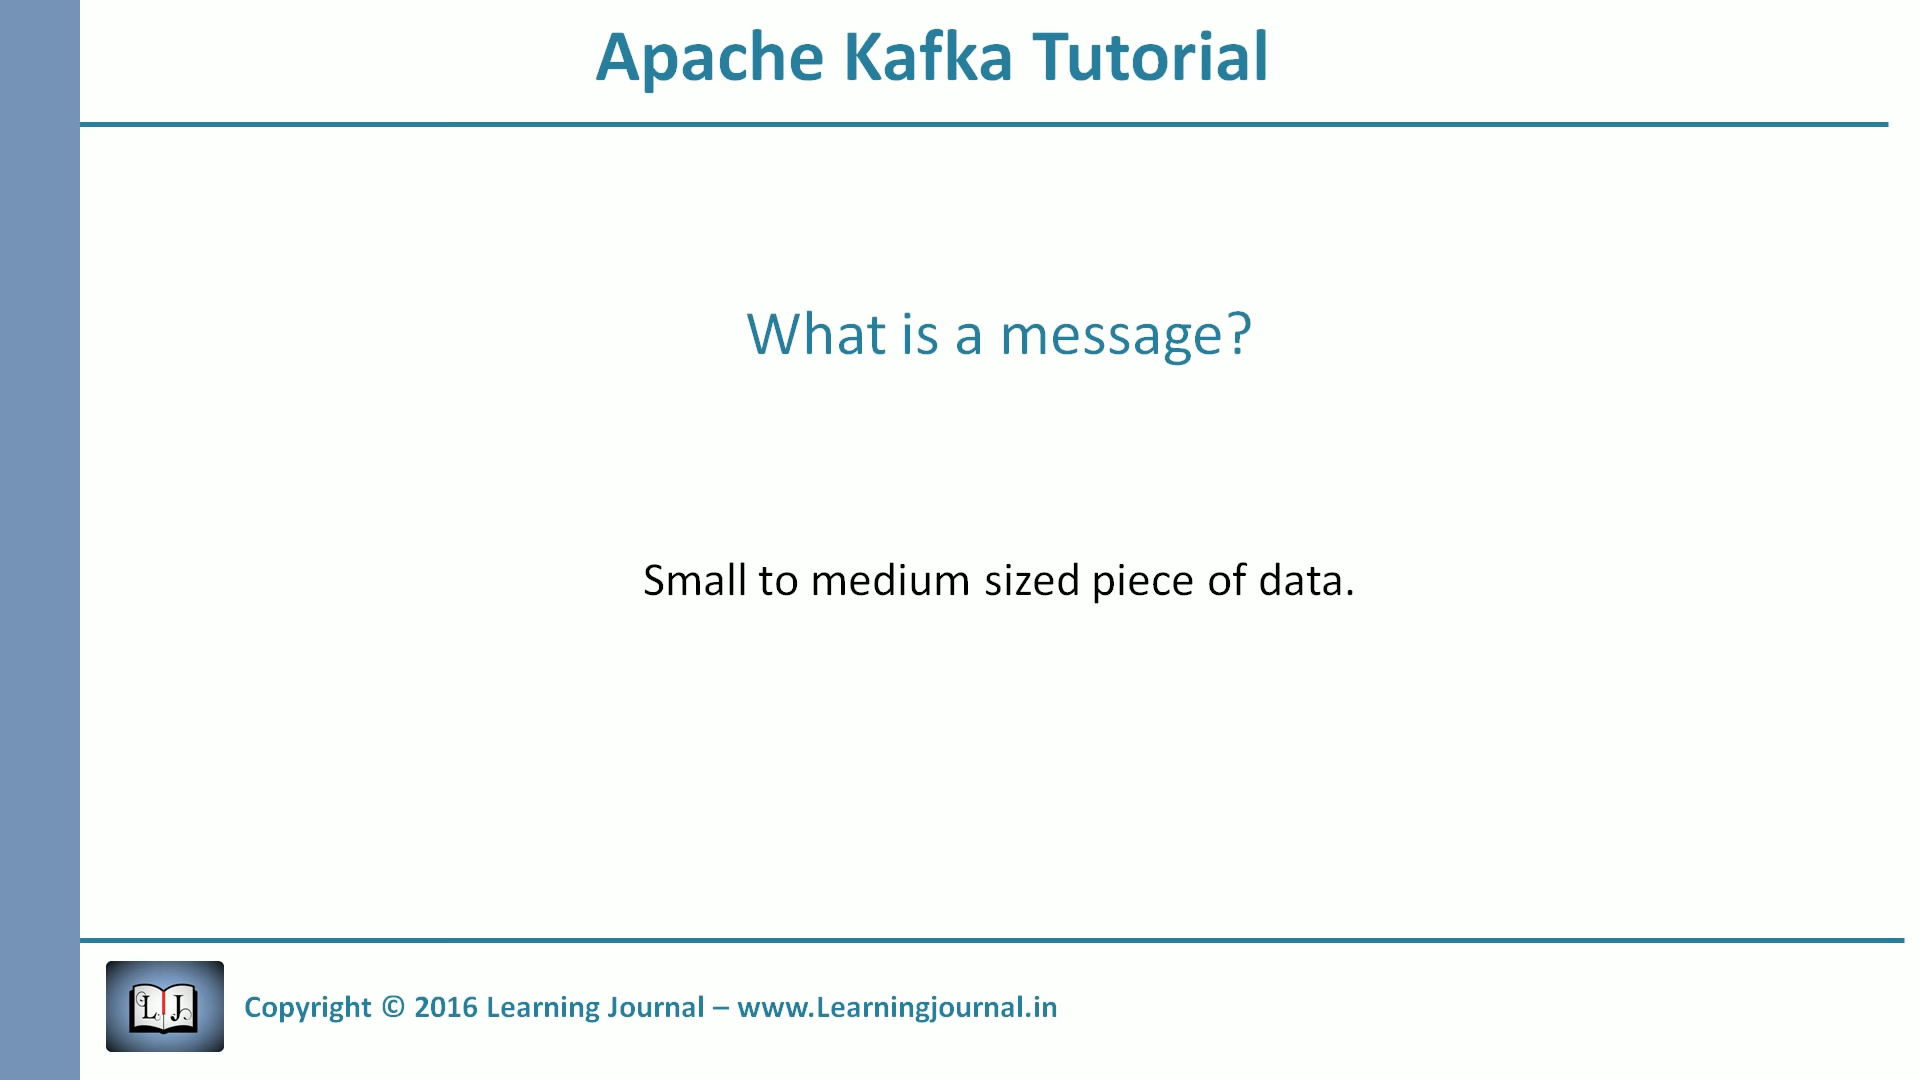 Apache Kafka Tutorial
What is a message?
Small to medium sized piece of data.
L J
Copyright © 2016 Learning Journal – www.Learningjournal.in